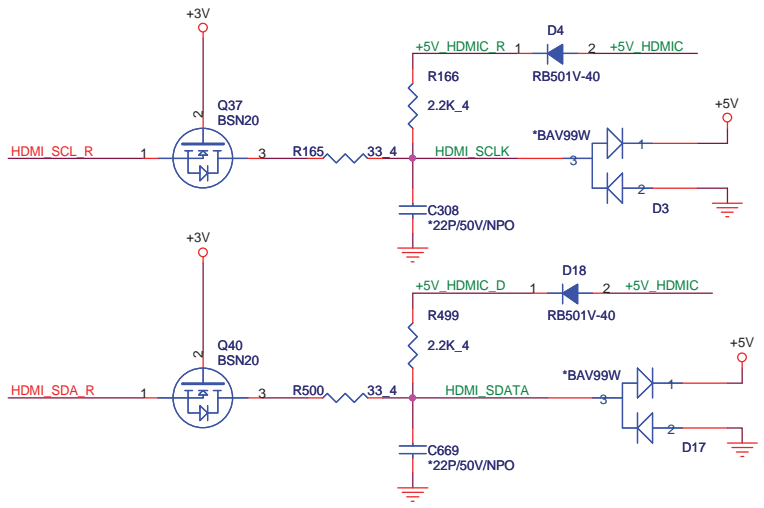 +3V
D4
+5V_HDMIC_R 1 2 +5V_HDMIC
R166
RB501V-40
2.2K_4
+5V
2
Q37
BSN20
*BAV99W
HDMI_SCL_R 1 3 R165 33_4 HDMI_SCLK 3 1
2
C308
D3
*22P/50V/NPO
+3V
D18
+5V_HDMIC_D 1 2 +5V_HDMIC
R499
RB501V-40
2.2K_4
+5V
2
Q40
BSN20
*BAV99W
HDMI_SDA_R 1 3 R500 33_4 HDMI_SDATA 3 1
2
C669
D17
*22P/50V/NPO